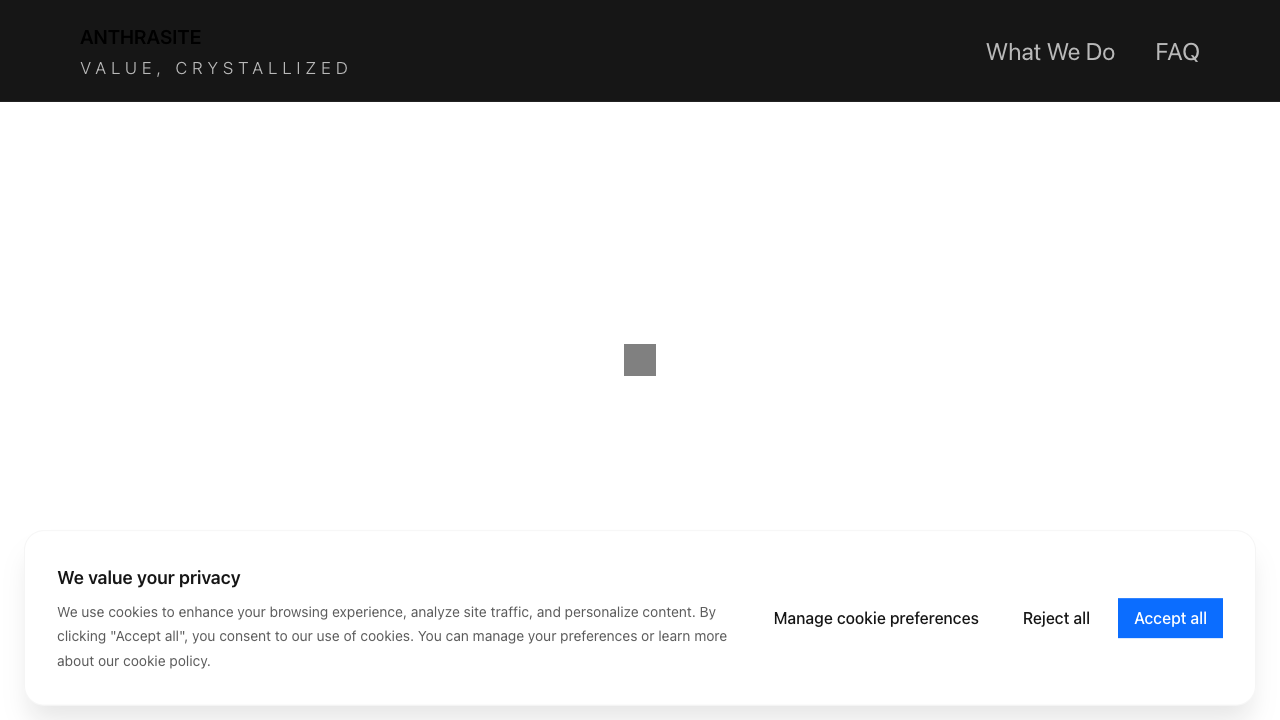 ANTHRASITE
VALUE, CRYSTALLIZED
What We Do
FAQ
We value your privacy
We use cookies to enhance your browsing experience, analyze site traffic, and personalize content. By
clicking "Accept all", you consent to our use of cookies. You can manage your preferences or learn more
about our cookie policy.
Manage cookie preferences
Reject all
Accept all